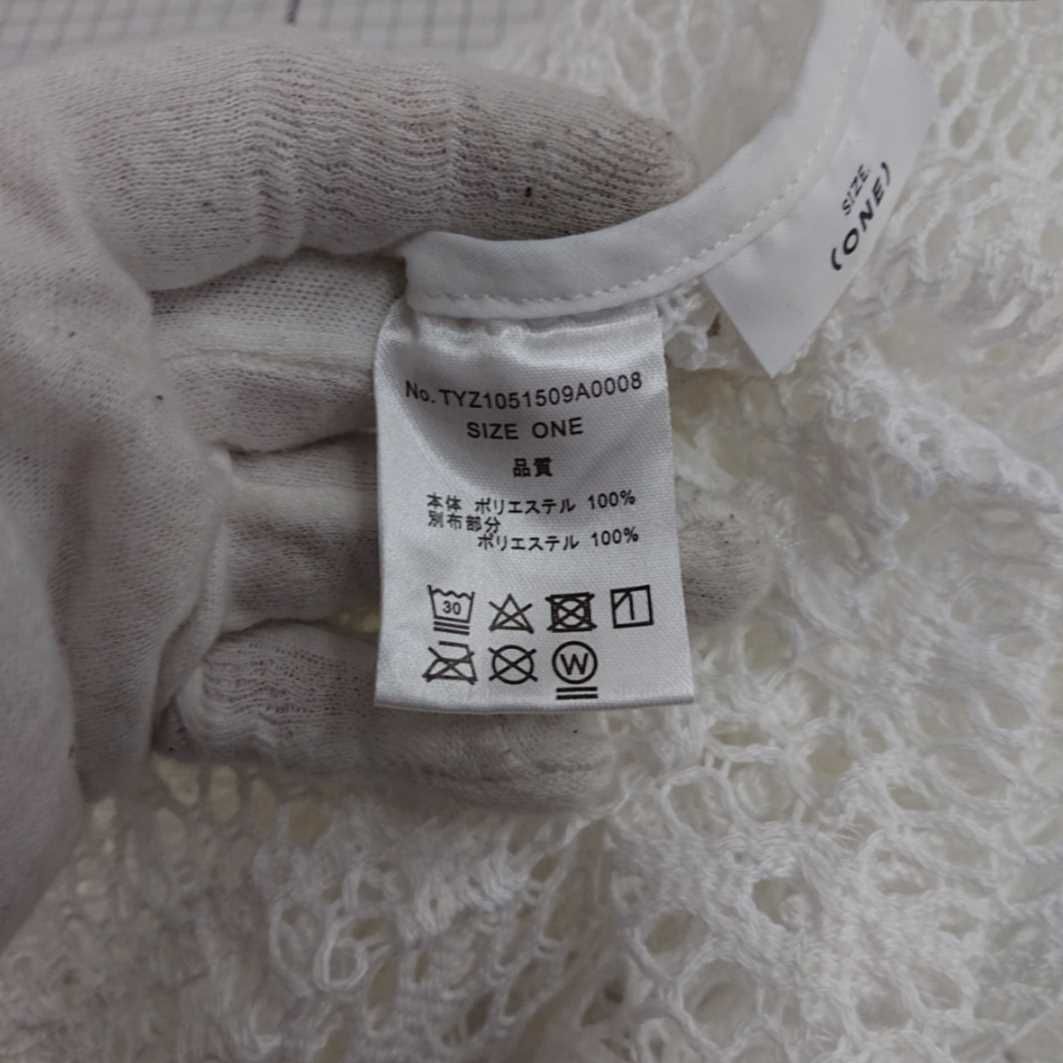 SIZE.
(ONE)
No.TYZ1051509A0008
SIZE ONE
品質
本体 ポリエステル 100%
別布部分
ポリエステル 100%
30
W